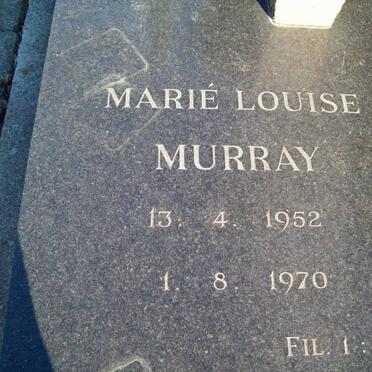 MARIÉ LOUISE
MURRAY
13. 4. 1952
1. 8. 1970
FIL. 1: